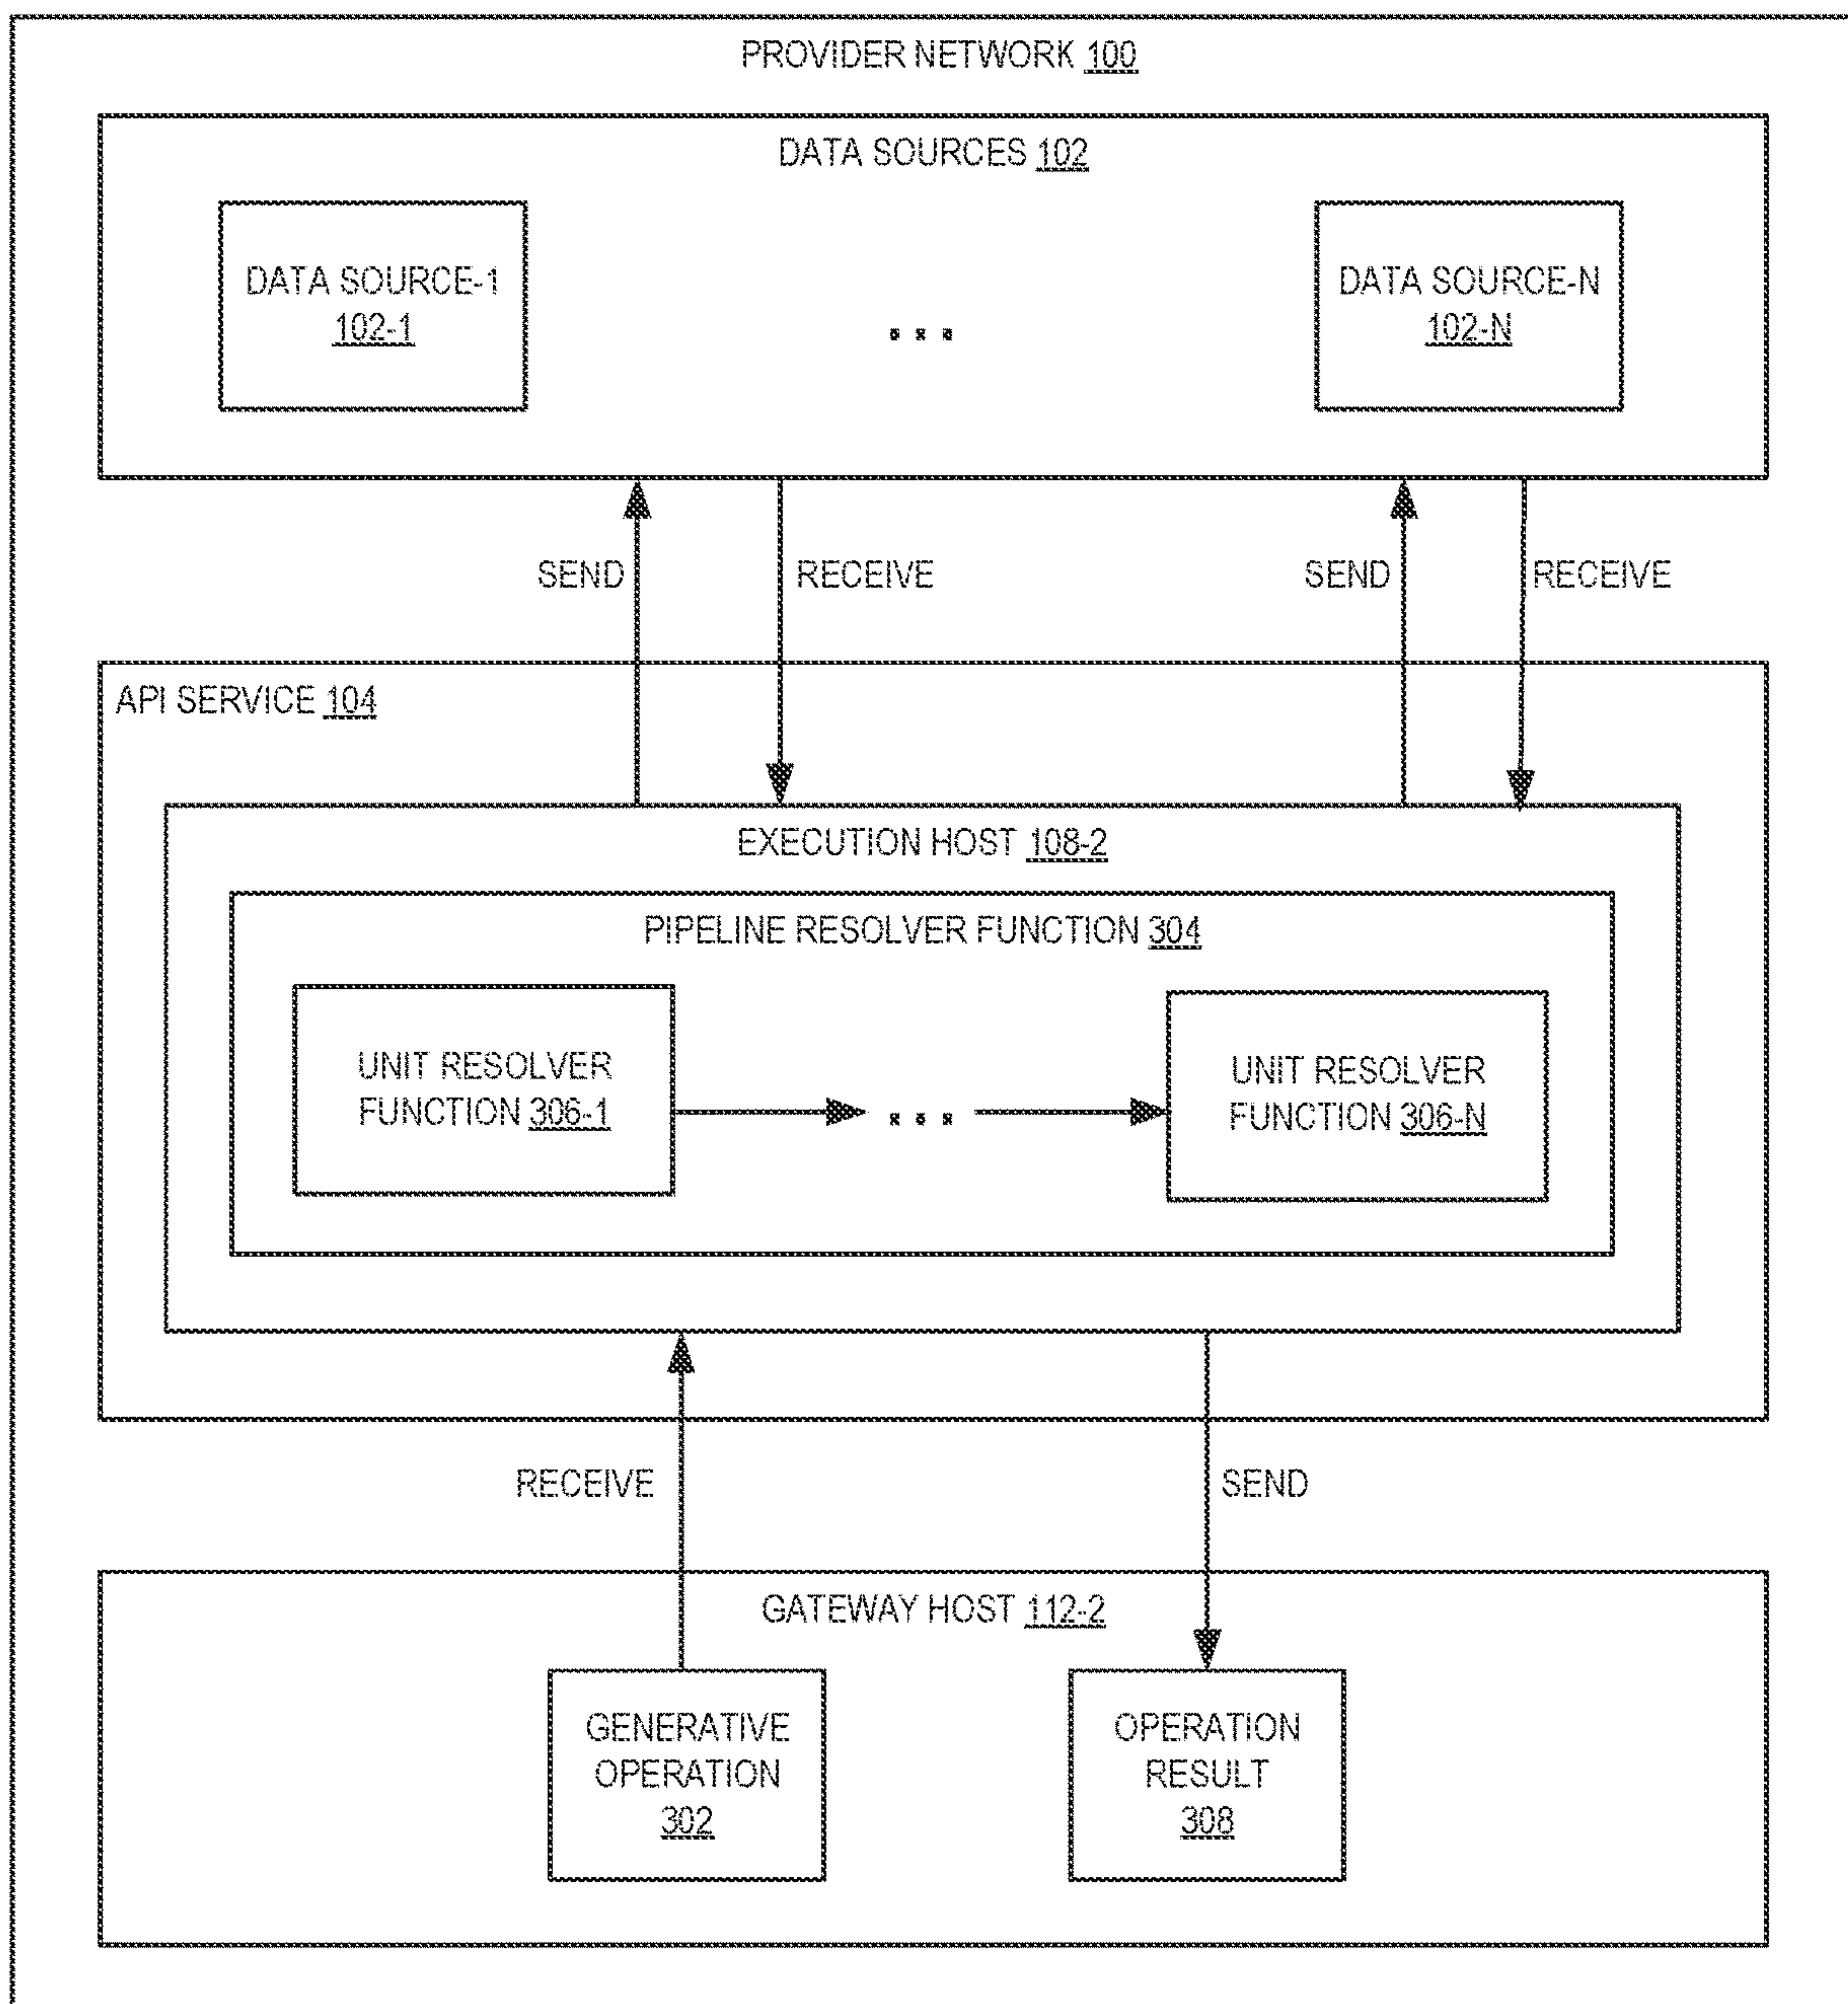 PROVIDER NETWORK 100
DATA SOURCES 102
DATA SOURCE-1
102-1
...
DATA SOURCE-N
102-N
SEND
RECEIVE
SEND
RECEIVE
API SERVICE 104
EXECUTION HOST 108-2
PIPELINE RESOLVER FUNCTION 304
UNIT RESOLVER
FUNCTION 306-1
...
UNIT RESOLVER
FUNCTION 306-N
RECEIVE
SEND
GATEWAY HOST 112-2
GENERATIVE
OPERATION
302
OPERATION
RESULT
308